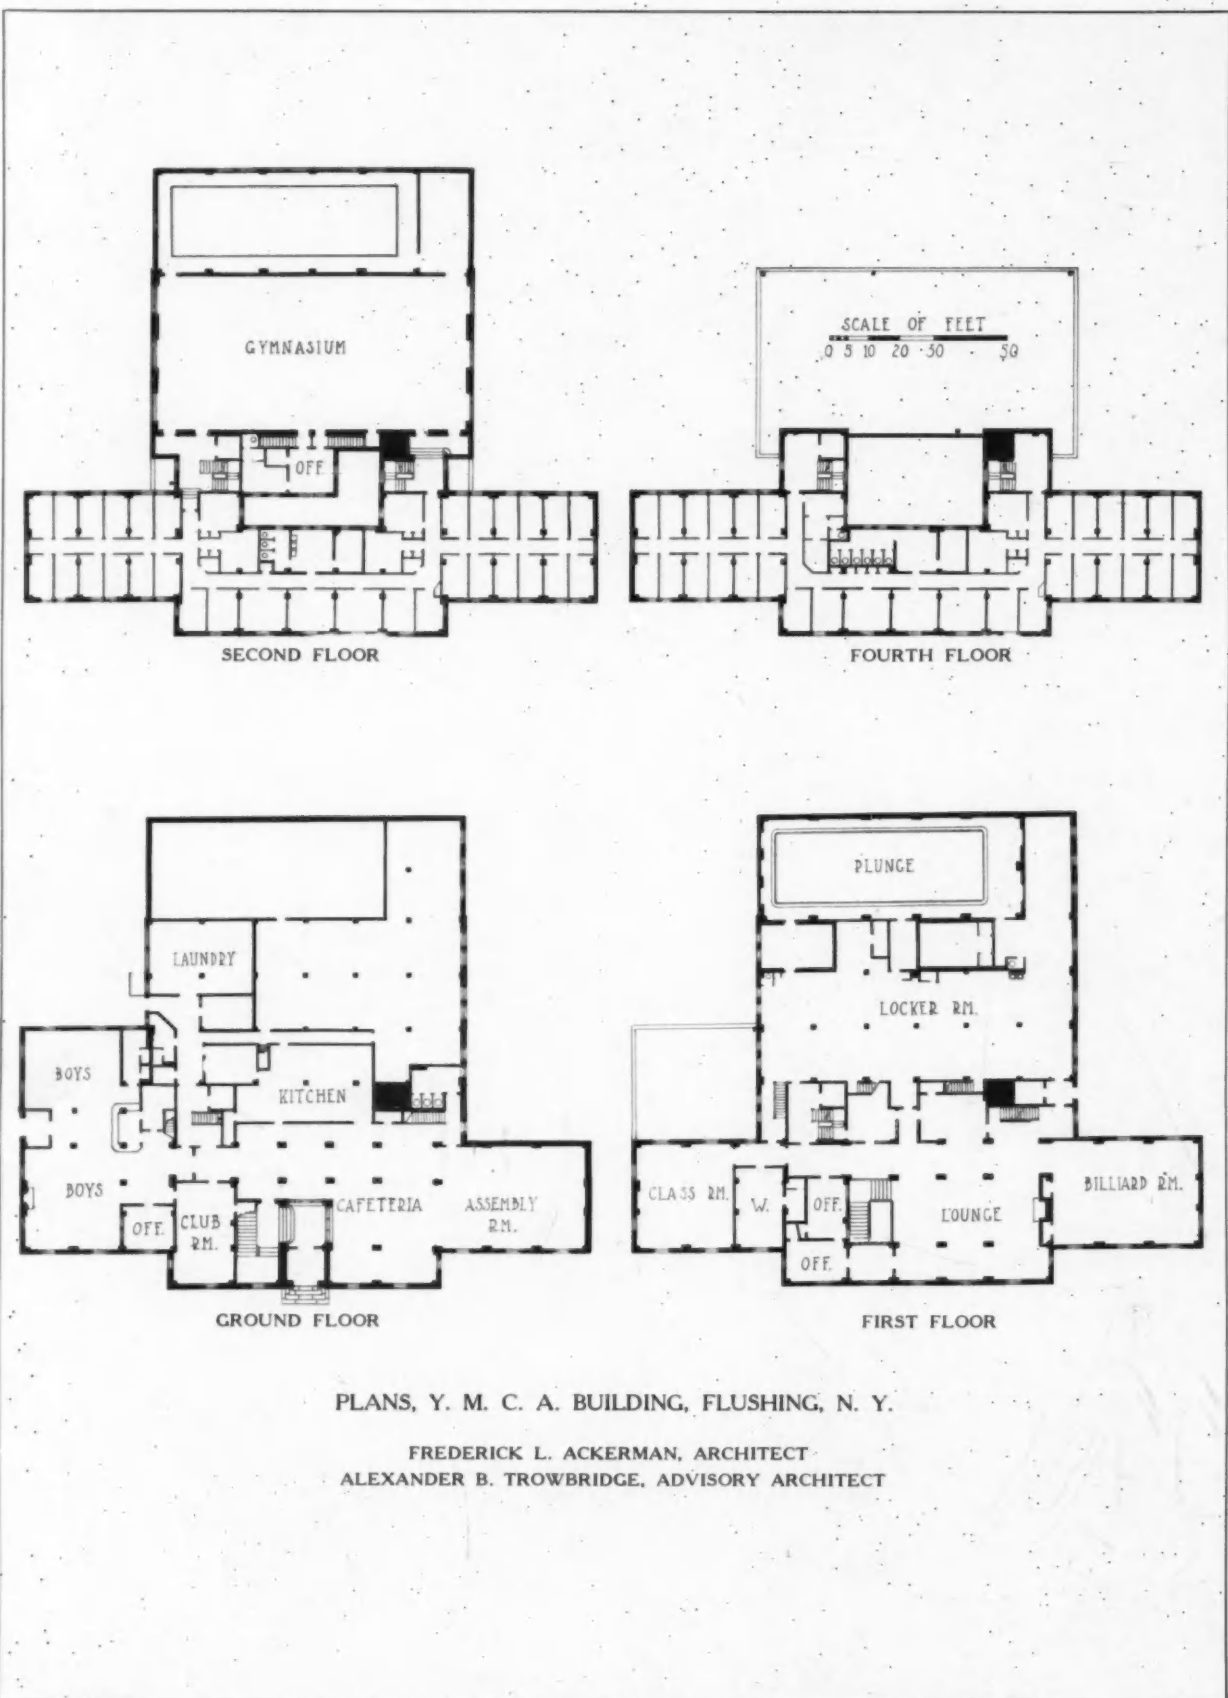 GYMNASIUM
OFF.
SECOND FLOOR
SCALE OF FEET
0 5 10 20 30 50
FOURTH FLOOR
LAUNDRY
BOYS
KITCHEN
BOYS
OFF.
CLUB
RM.
CAFETERIA
ASSEMBLY
RM.
GROUND FLOOR
PLUNGE
LOCKER RM.
CLASS RM.
W.
OFF.
OFF.
LOUNGE
BILLIARD RM.
FIRST FLOOR
PLANS, Y. M. C. A. BUILDING, FLUSHING, N. Y.
FREDERICK L. ACKERMAN, ARCHITECT
ALEXANDER B. TROWBRIDGE, ADVISORY ARCHITECT